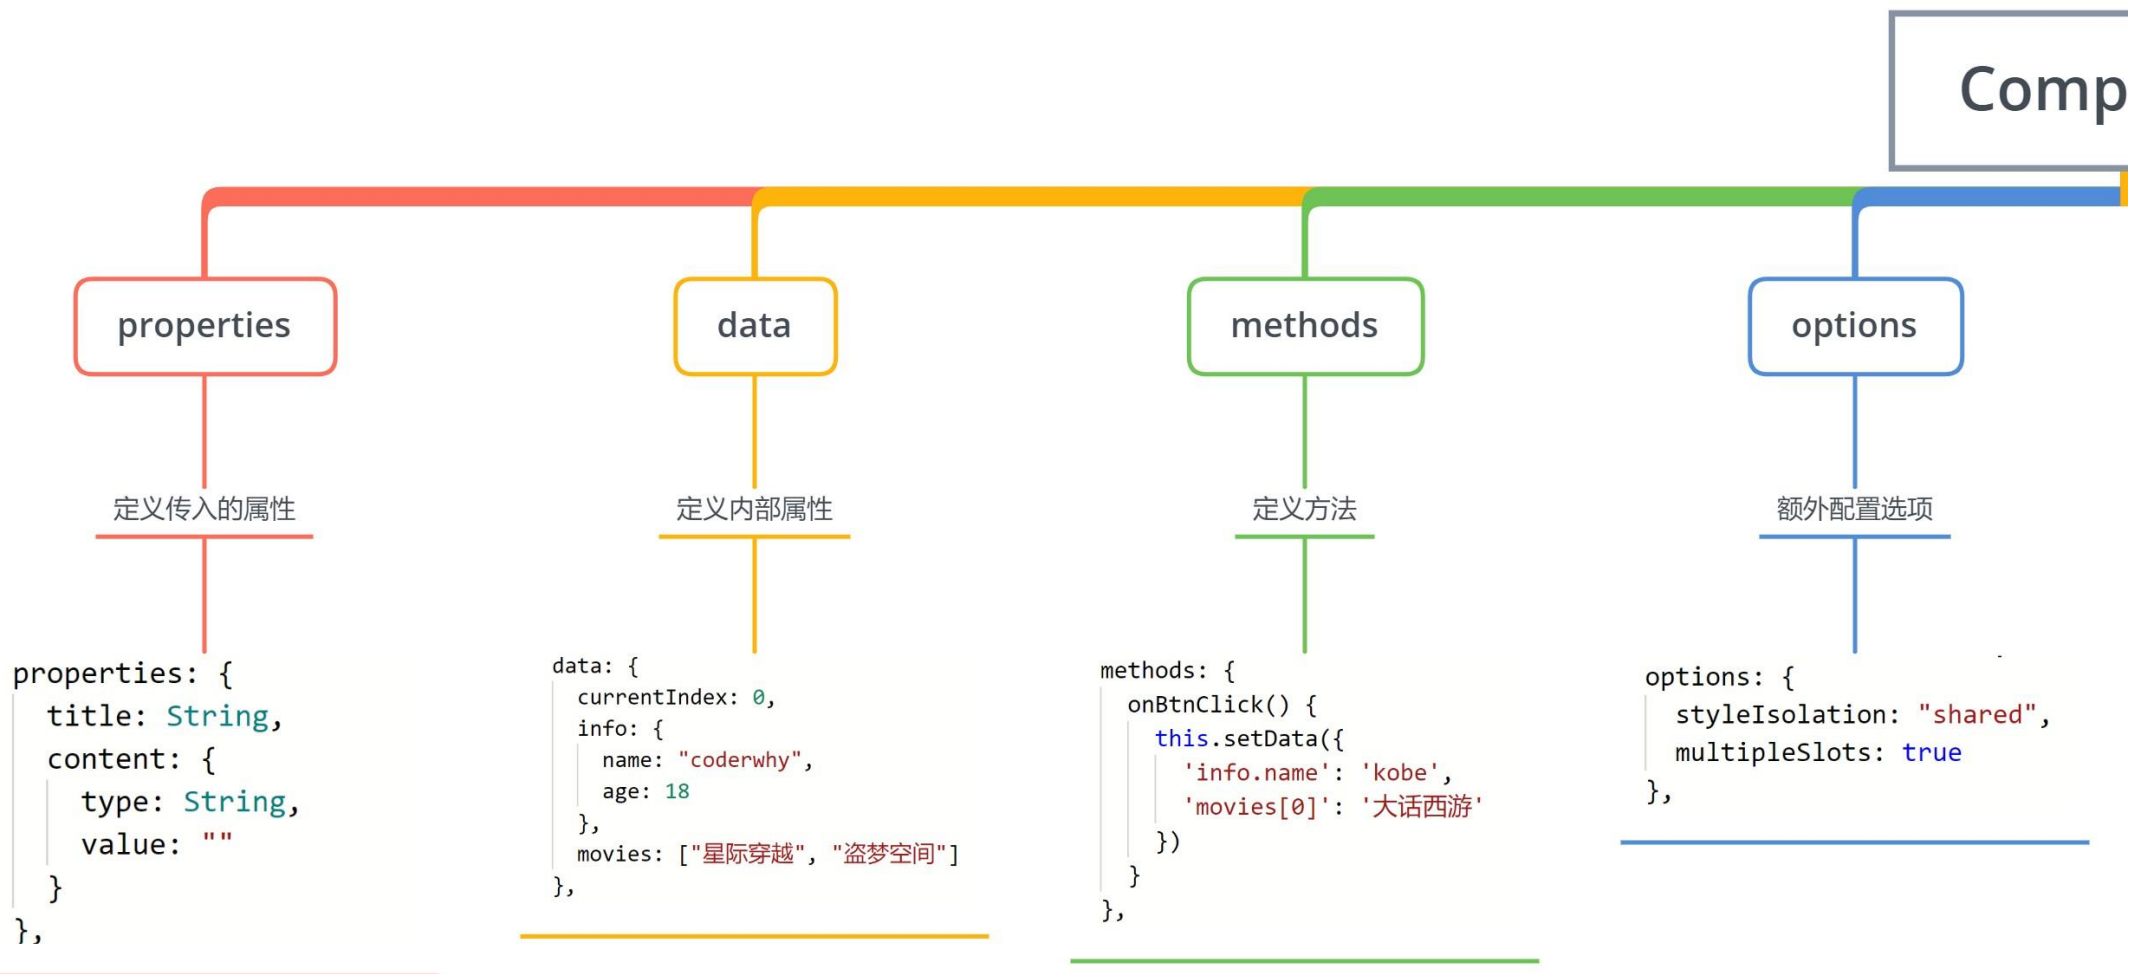 Comp
properties
data
methods
options
定义传入的属性
定义内部属性
定义方法
额外配置选项
properties: {
title: String,
content: {
type: String,
value: ""
}
},
data: {
currentIndex: 0,
info: {
name: "coderwhy",
age: 18
},
movies: ["星际穿越", "盗梦空间"]
},
methods: {
onBtnClick() {
this.setData({
'info.name': 'kobe',
'movies[0]': '大话西游'
})
}
},
options: {
styleIsolation: "shared",
multipleSlots: true
},